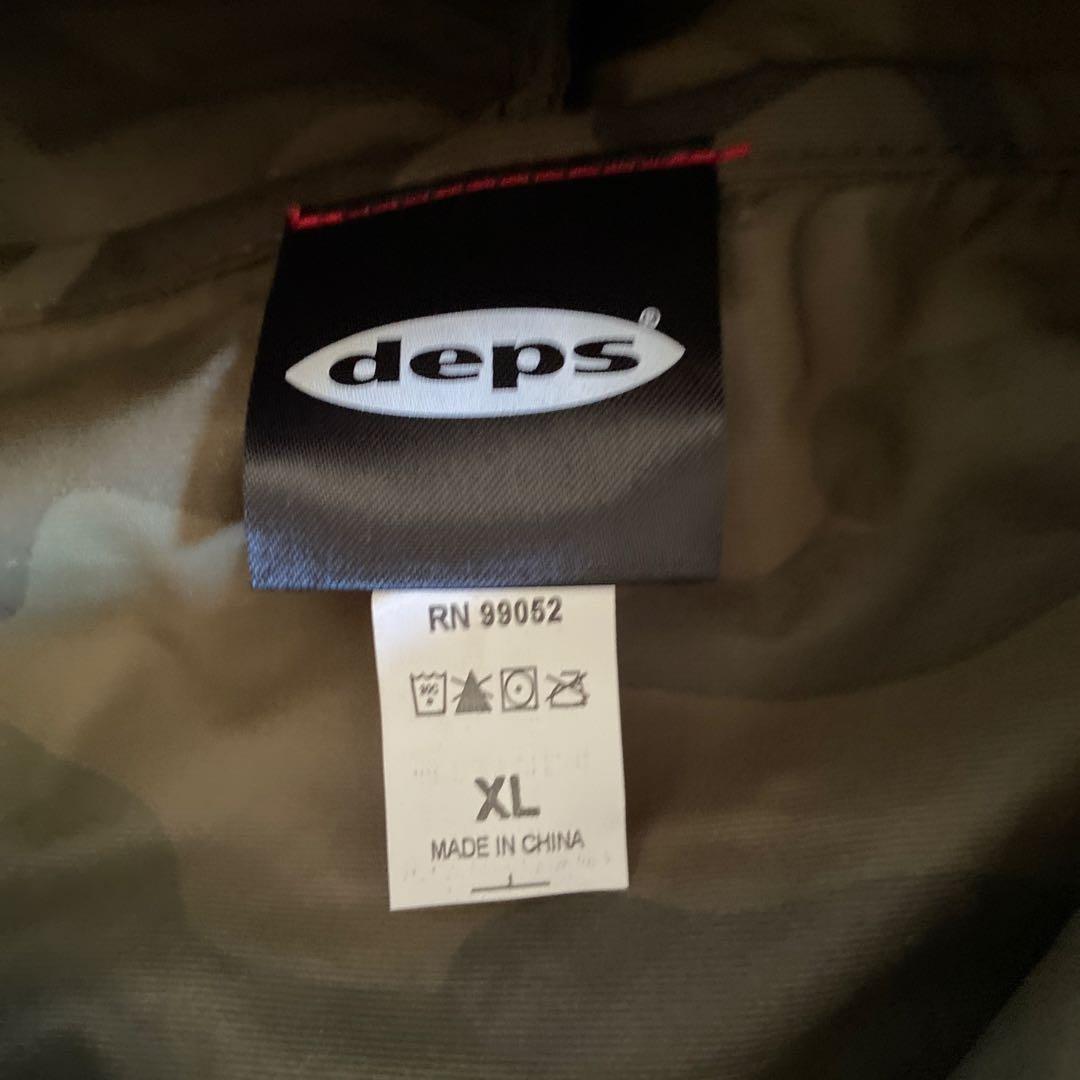 deps®
RN 99052
XL
MADE IN CHINA